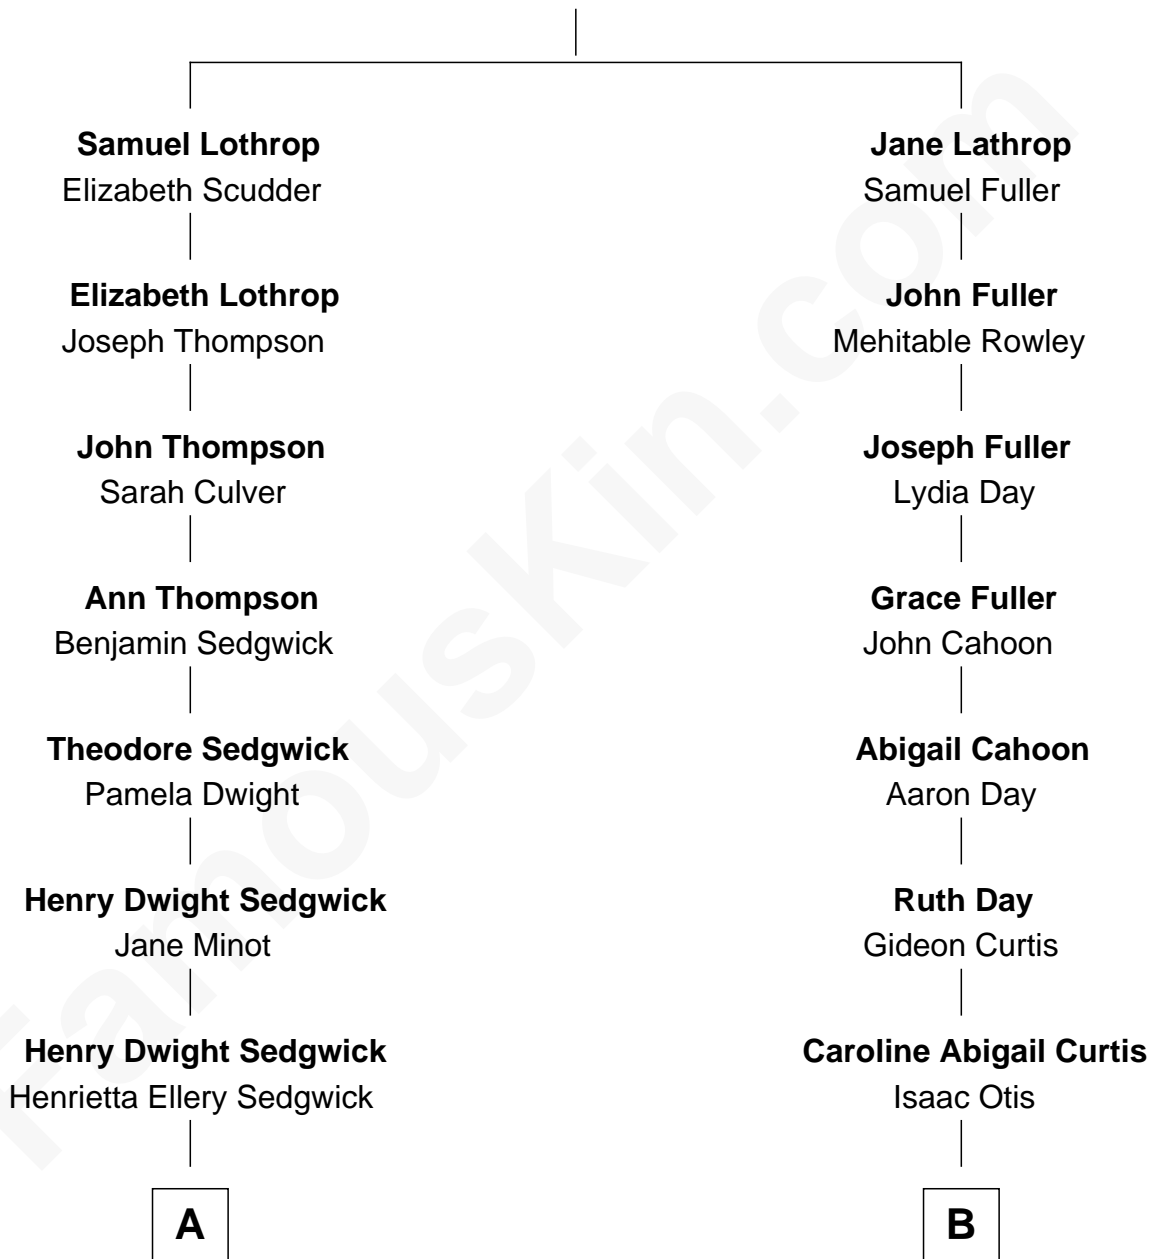 Samuel Lothrop
Elizabeth Scudder
Jane Lathrop
Samuel Fuller
Elizabeth Lothrop
Joseph Thompson
John Fuller
Mehitable Rowley
John Thompson
Sarah Culver
Joseph Fuller
Lydia Day
Ann Thompson
Benjamin Sedgwick
Grace Fuller
John Cahoon
Theodore Sedgwick
Pamela Dwight
Abigail Cahoon
Aaron Day
Henry Dwight Sedgwick
Jane Minot
Ruth Day
Gideon Curtis
Henry Dwight Sedgwick
Henrietta Ellery Sedgwick
Caroline Abigail Curtis
Isaac Otis
A
B
FamousKin.com